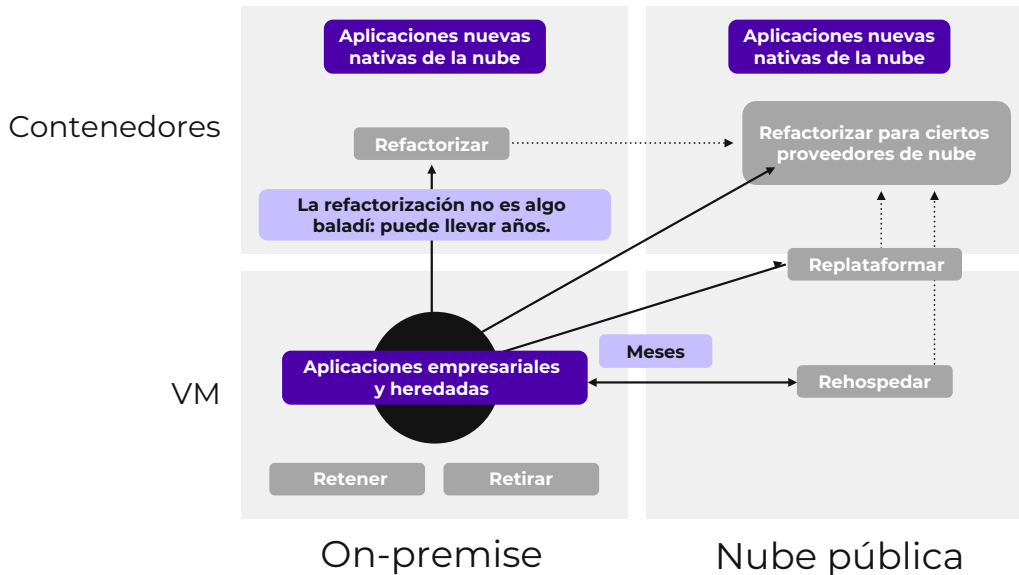 Aplicaciones nuevas
nativas de la nube
Aplicaciones nuevas
nativas de la nube
Contenedores
Refactorizar
Refactorizar para ciertos
proveedores de nube
La refactorización no es algo
baladí: puede llevar años.
Replataformar
Meses
Aplicaciones empresariales
y heredadas
Rehospedar
VM
Retener
Retirar
On-premise
Nube pública